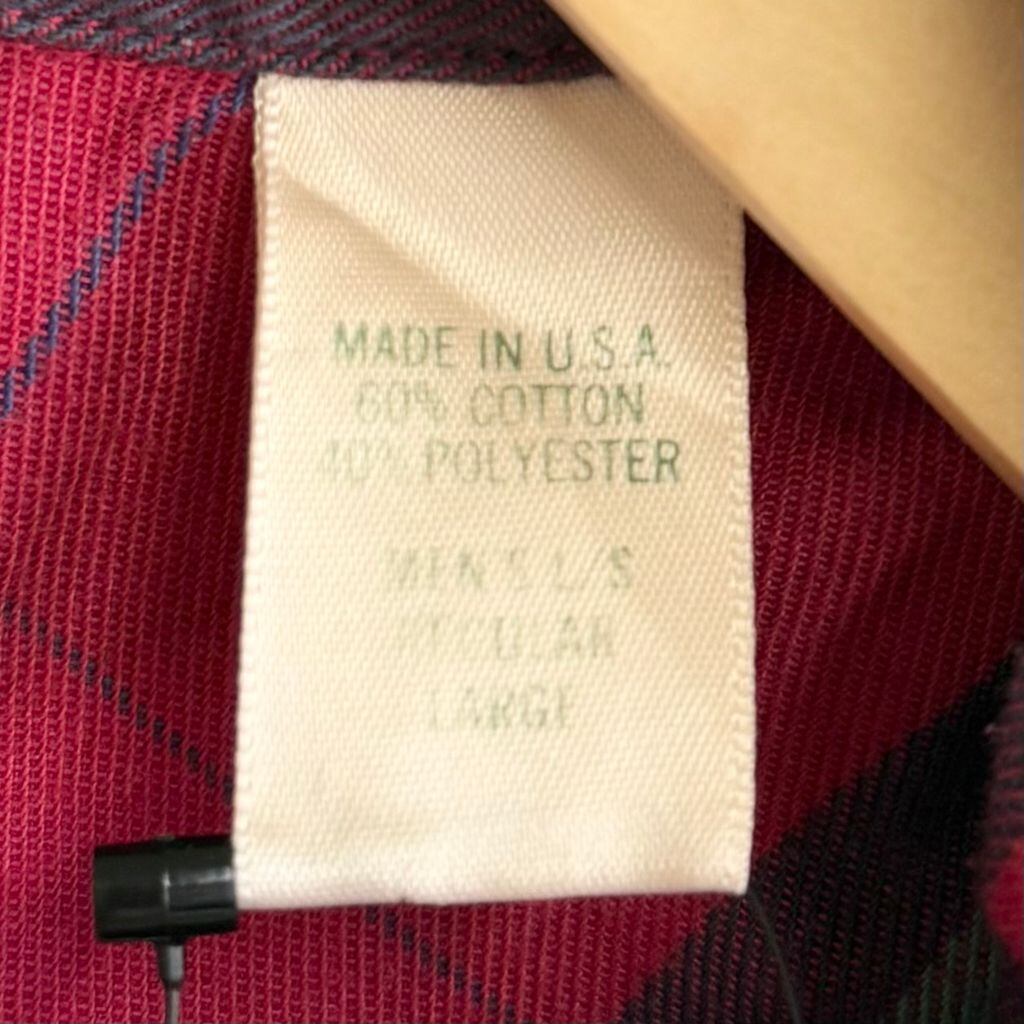 MADE IN U.S.A.
60% COTTON
40% POLYESTER
MEN'S L/S
REGULAR
LARGE